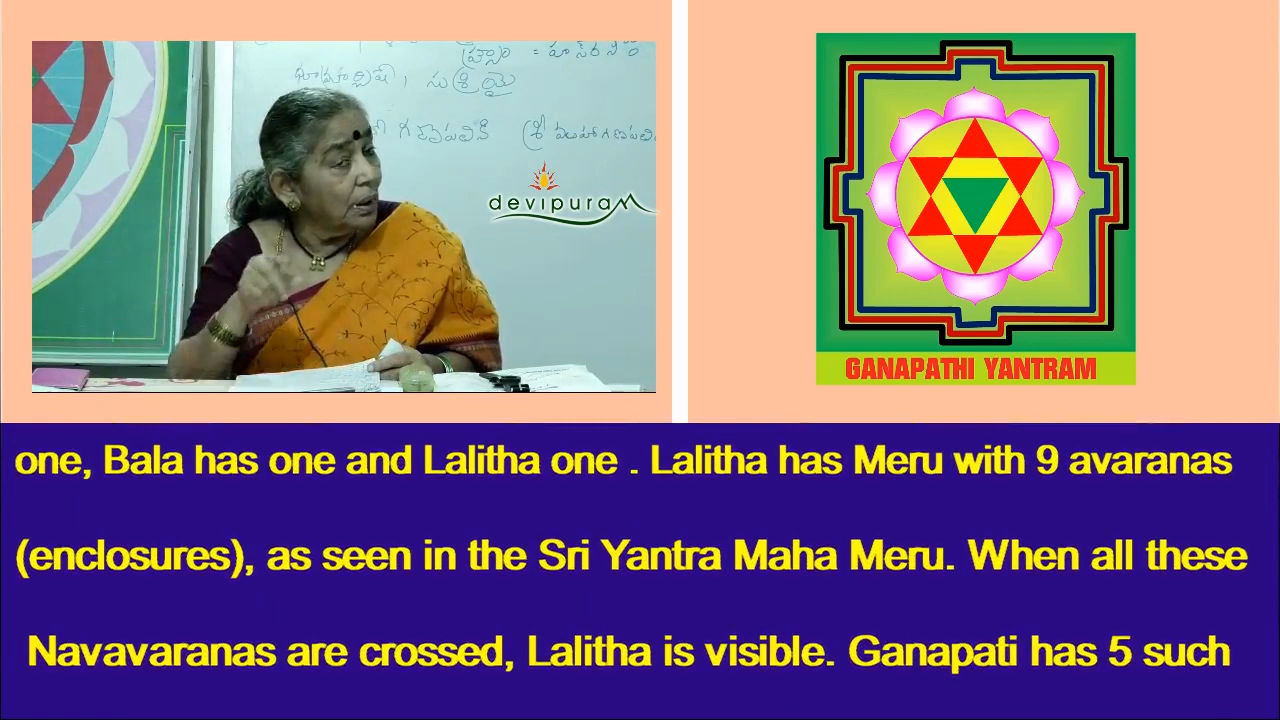 సుశ్రియై
devipuram
GANAPATHI YANTRAM
one, Bala has one and Lalitha one . Lalitha has Meru with 9 avaranas
(enclosures), as seen in the Sri Yantra Maha Meru. When all these
Navavaranas are crossed, Lalitha is visible. Ganapati has 5 such